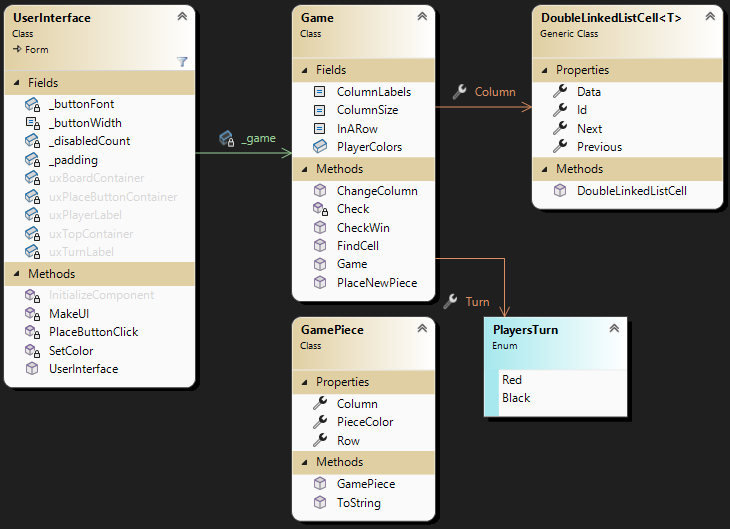 UserInterface
Class
→ Form
Fields
_buttonFont
_buttonWidth
_disabledCount
_padding
uxBoardContainer
uxPlaceButtonContainer
uxPlayerLabel
uxTopContainer
uxTurnLabel
Methods
InitializeComponent
MakeUI
PlaceButtonClick
SetColor
UserInterface
_game
Game
Class
Fields
ColumnLabels
ColumnSize
InARow
PlayerColors
Methods
ChangeColumn
Check
CheckWin
FindCell
Game
PlaceNewPiece
Column
DoubleLinkedListCell<T>
Generic Class
Properties
Data
Id
Next
Previous
Methods
DoubleLinkedListCell
Turn
GamePiece
Class
Properties
Column
PieceColor
Row
Methods
GamePiece
ToString
PlayersTurn
Enum
Red
Black